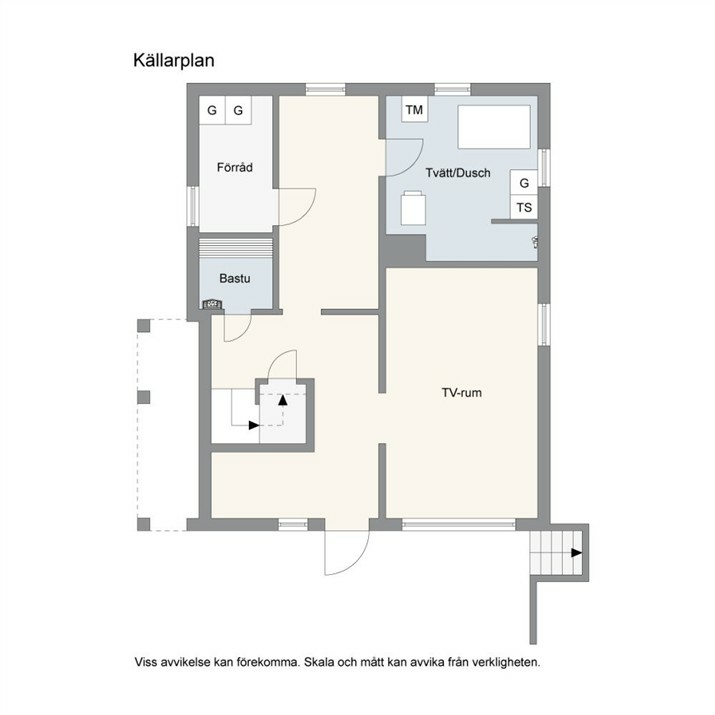 Källarplan
G G
TM
Förråd
Tvätt/Dusch
G
TS
Bastu
TV-rum
Viss avvikelse kan förekomma. Skala och mått kan avvika från verkligheten.